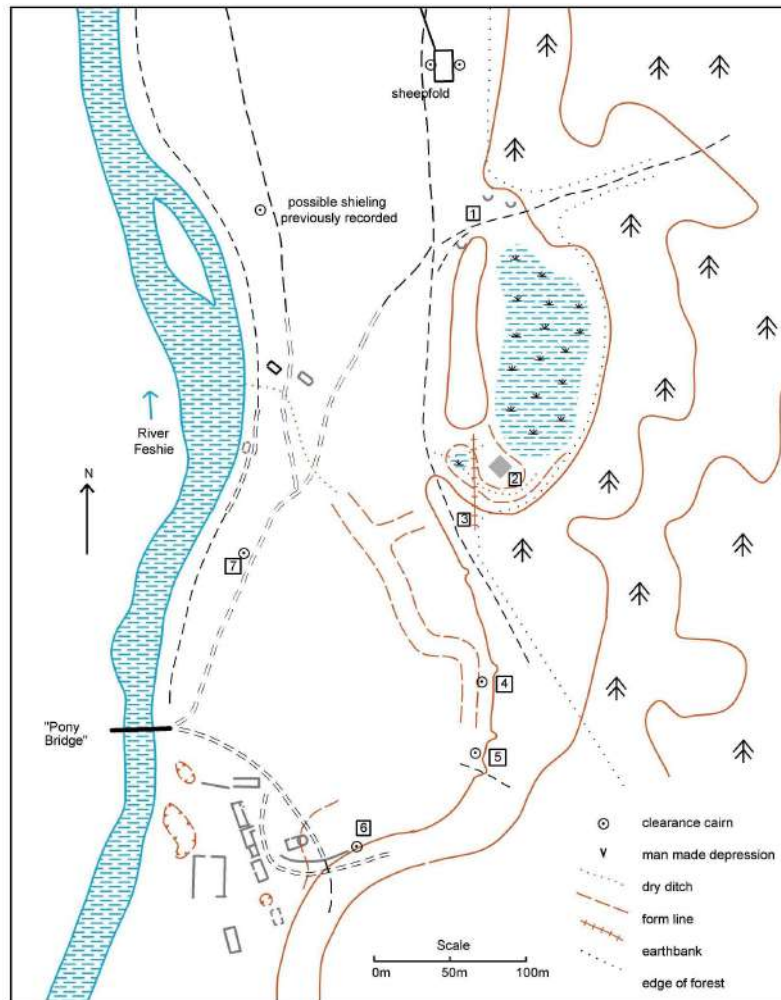 sheepfold
possible shieling
previously recorded
1
River
Feshie
N
2
3
7
4
"Pony
Bridge"
5
6
clearance cairn
man made depression
dry ditch
form line
earthbank
edge of forest
Scale
0m 50m 100m